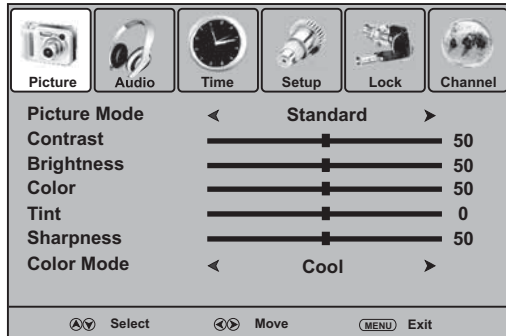 Picture Audio Time Setup Lock Channel
Picture Mode Standard
Contrast 50
Brightness 50
Color 50
Tint 0
Sharpness 50
Color Mode Cool
Select Move MENU Exit